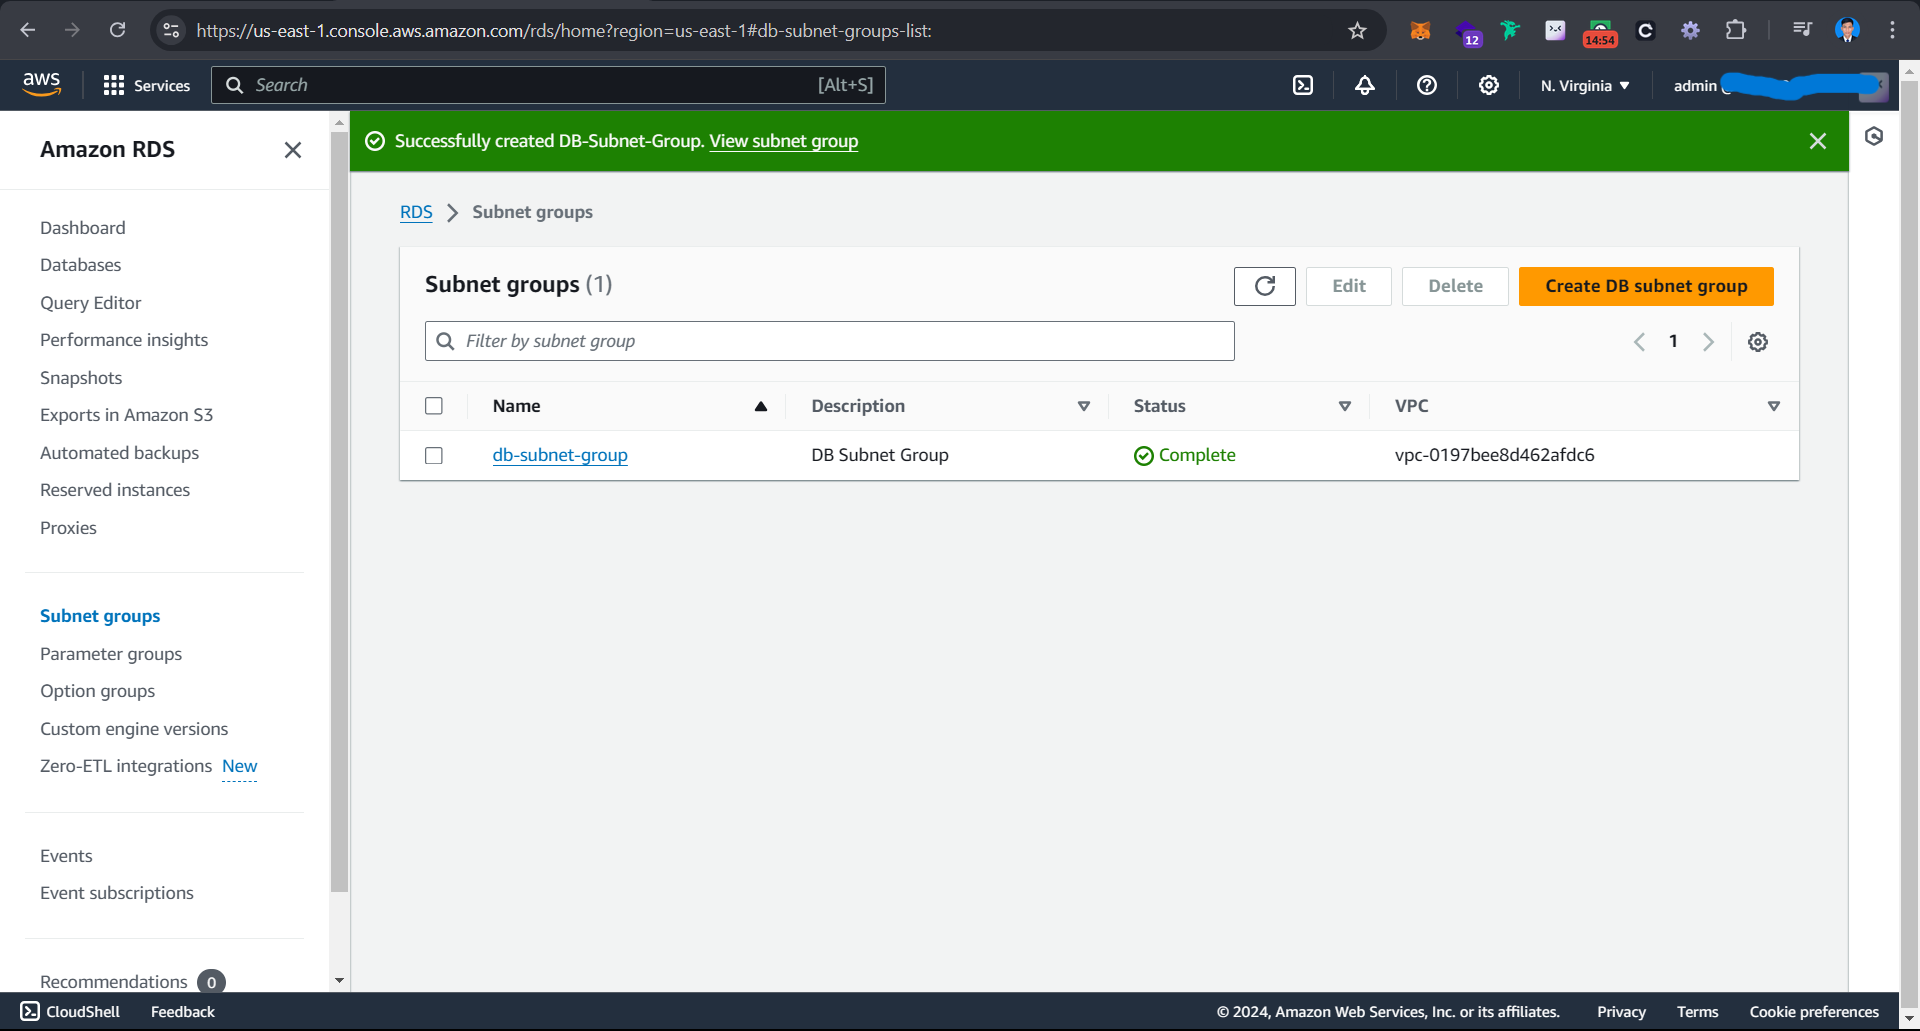 https://us-east-1.console.aws.amazon.com/rds/home?region=us-east-1#db-subnet-groups-list:
12
14:54
aws
Services
Search
[Alt+S]
N. Virginia
admin
Amazon RDS
Dashboard
Databases
Query Editor
Performance insights
Snapshots
Exports in Amazon S3
Automated backups
Reserved instances
Proxies
Subnet groups
Parameter groups
Option groups
Custom engine versions
Zero-ETL integrations New
Events
Event subscriptions
Recommendations 0
Successfully created DB-Subnet-Group. View subnet group
RDS > Subnet groups
Subnet groups (1)
Edit
Delete
Create DB subnet group
Filter by subnet group
1
Name Description Status VPC
db-subnet-group DB Subnet Group Complete vpc-0197bee8d462afdc6
CloudShell
Feedback
© 2024, Amazon Web Services, Inc. or its affiliates.
Privacy
Terms
Cookie preferences